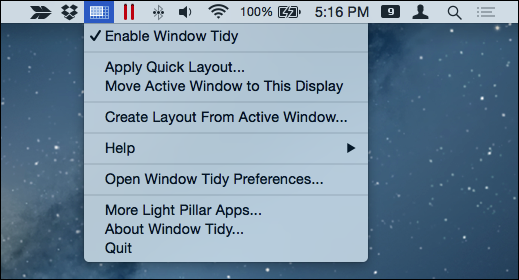 100% 5:16 PM 9
✓ Enable Window Tidy
Apply Quick Layout...
Move Active Window to This Display
Create Layout From Active Window...
Help
Open Window Tidy Preferences...
More Light Pillar Apps...
About Window Tidy...
Quit